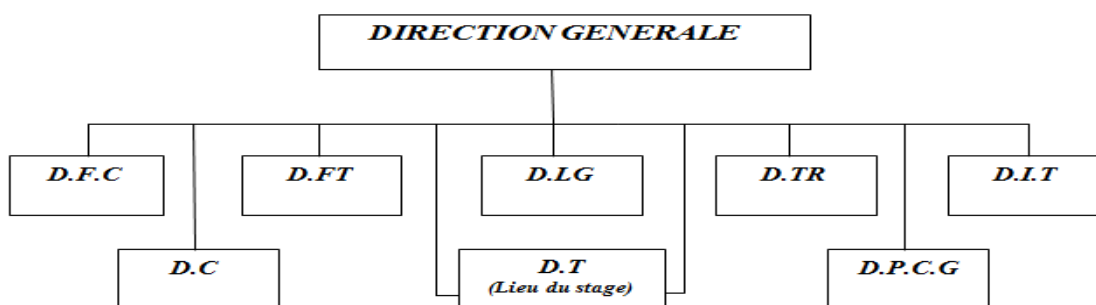 DIRECTION GENERALE
D.F.C
D.FT
D.LG
D.TR
D.I.T
D.C
D.T
(Lieu du stage)
D.P.C.G